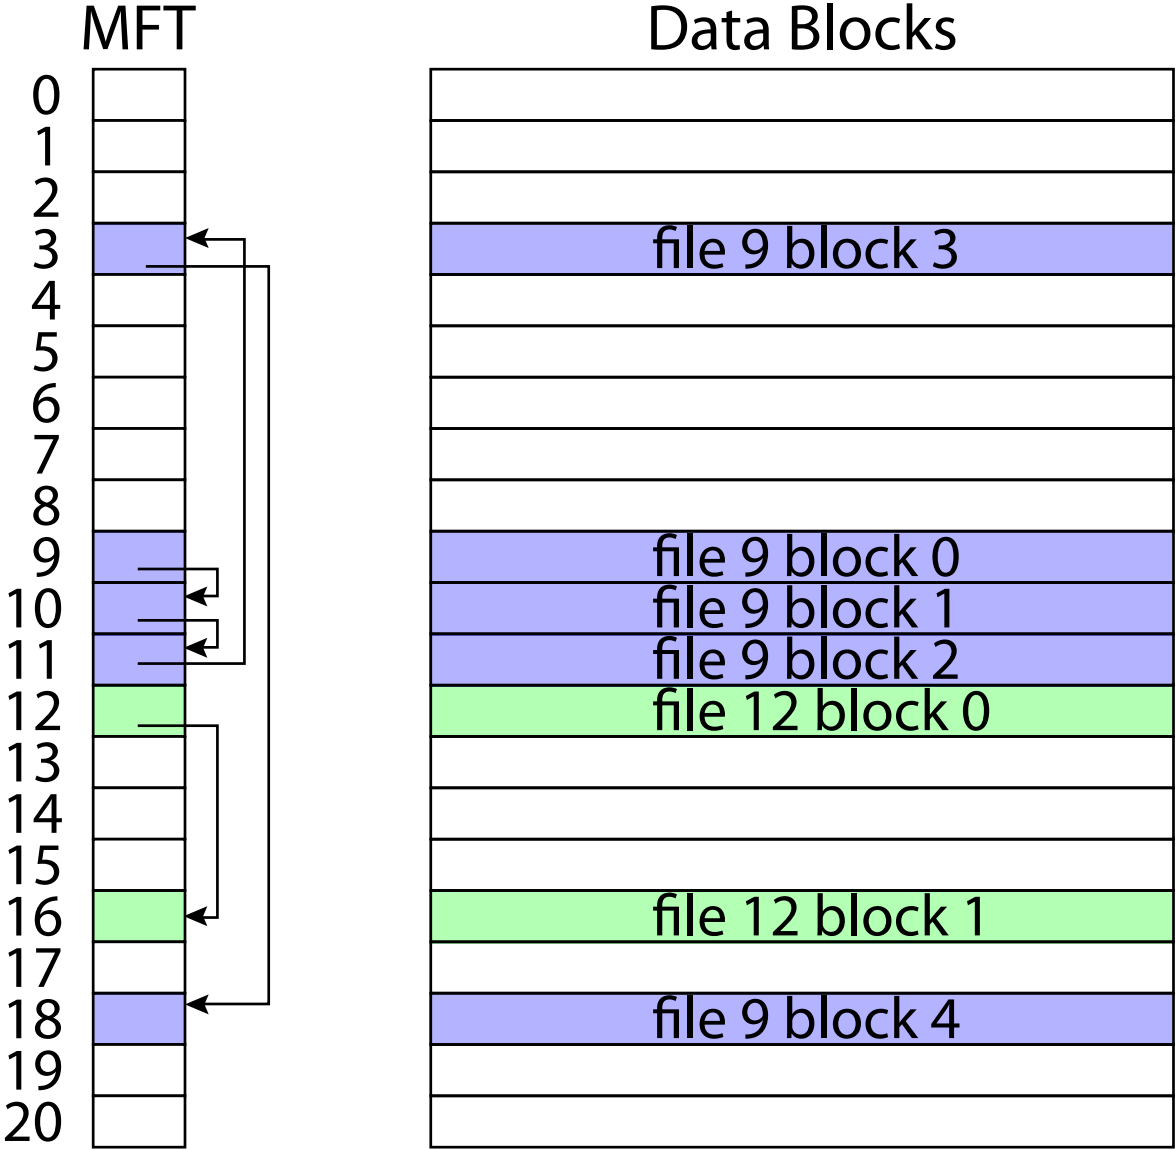 MFT Data Blocks
0
1
2
3 file 9 block 3
4
5
6
7
8
9 file 9 block 0
10 file 9 block 1
11 file 9 block 2
12 file 12 block 0
13
14
15
16 file 12 block 1
17
18 file 9 block 4
19
20